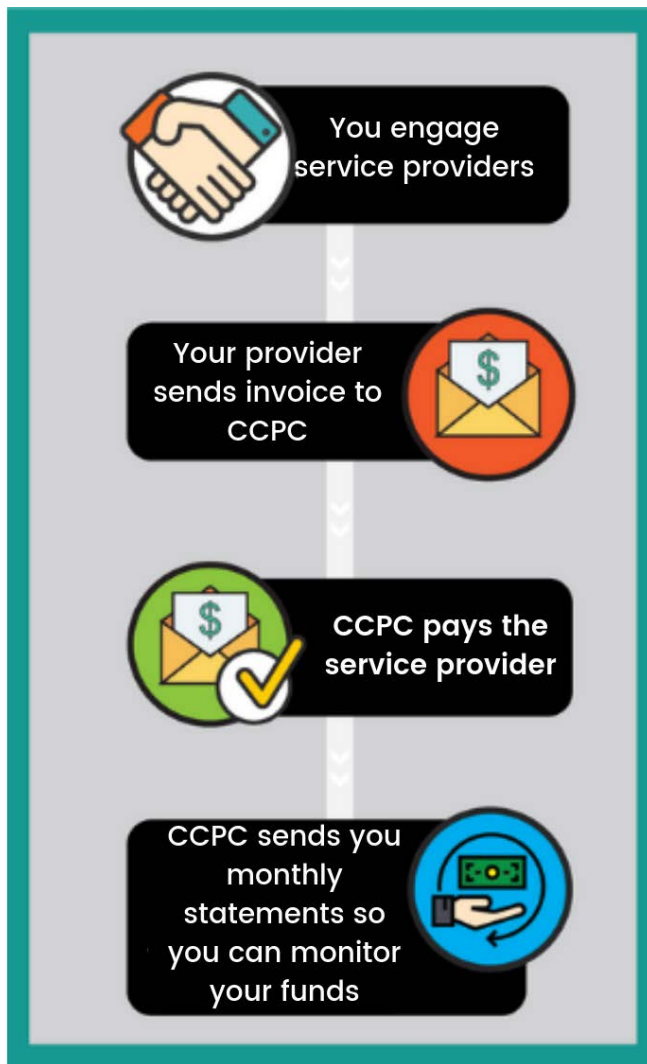 You engage
service providers
Your provider
sends invoice to
CCPC
$
CCPC pays the
service provider
$
CCPC sends you
monthly
statements so
you can monitor
your funds